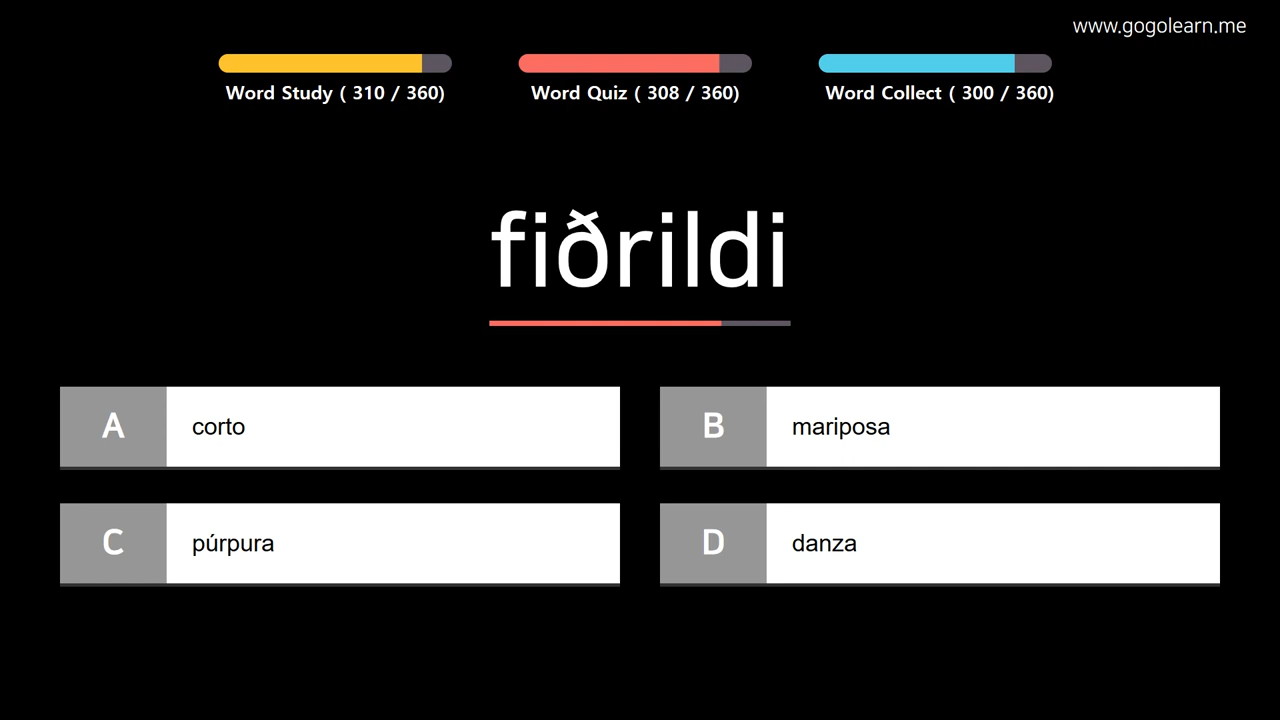 www.gogolearn.me
Word Study ( 310 / 360)
Word Quiz ( 308 / 360)
Word Collect ( 300 / 360)
fiðrildi
A corto
B mariposa
C púrpura
D danza